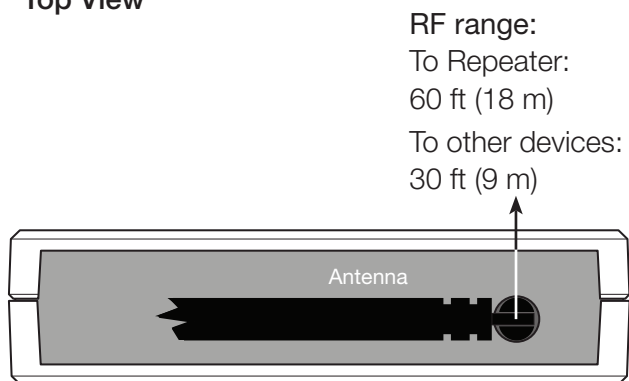 Top View
RF range:
To Repeater:
60 ft (18 m)
To other devices:
30 ft (9 m)
Antenna